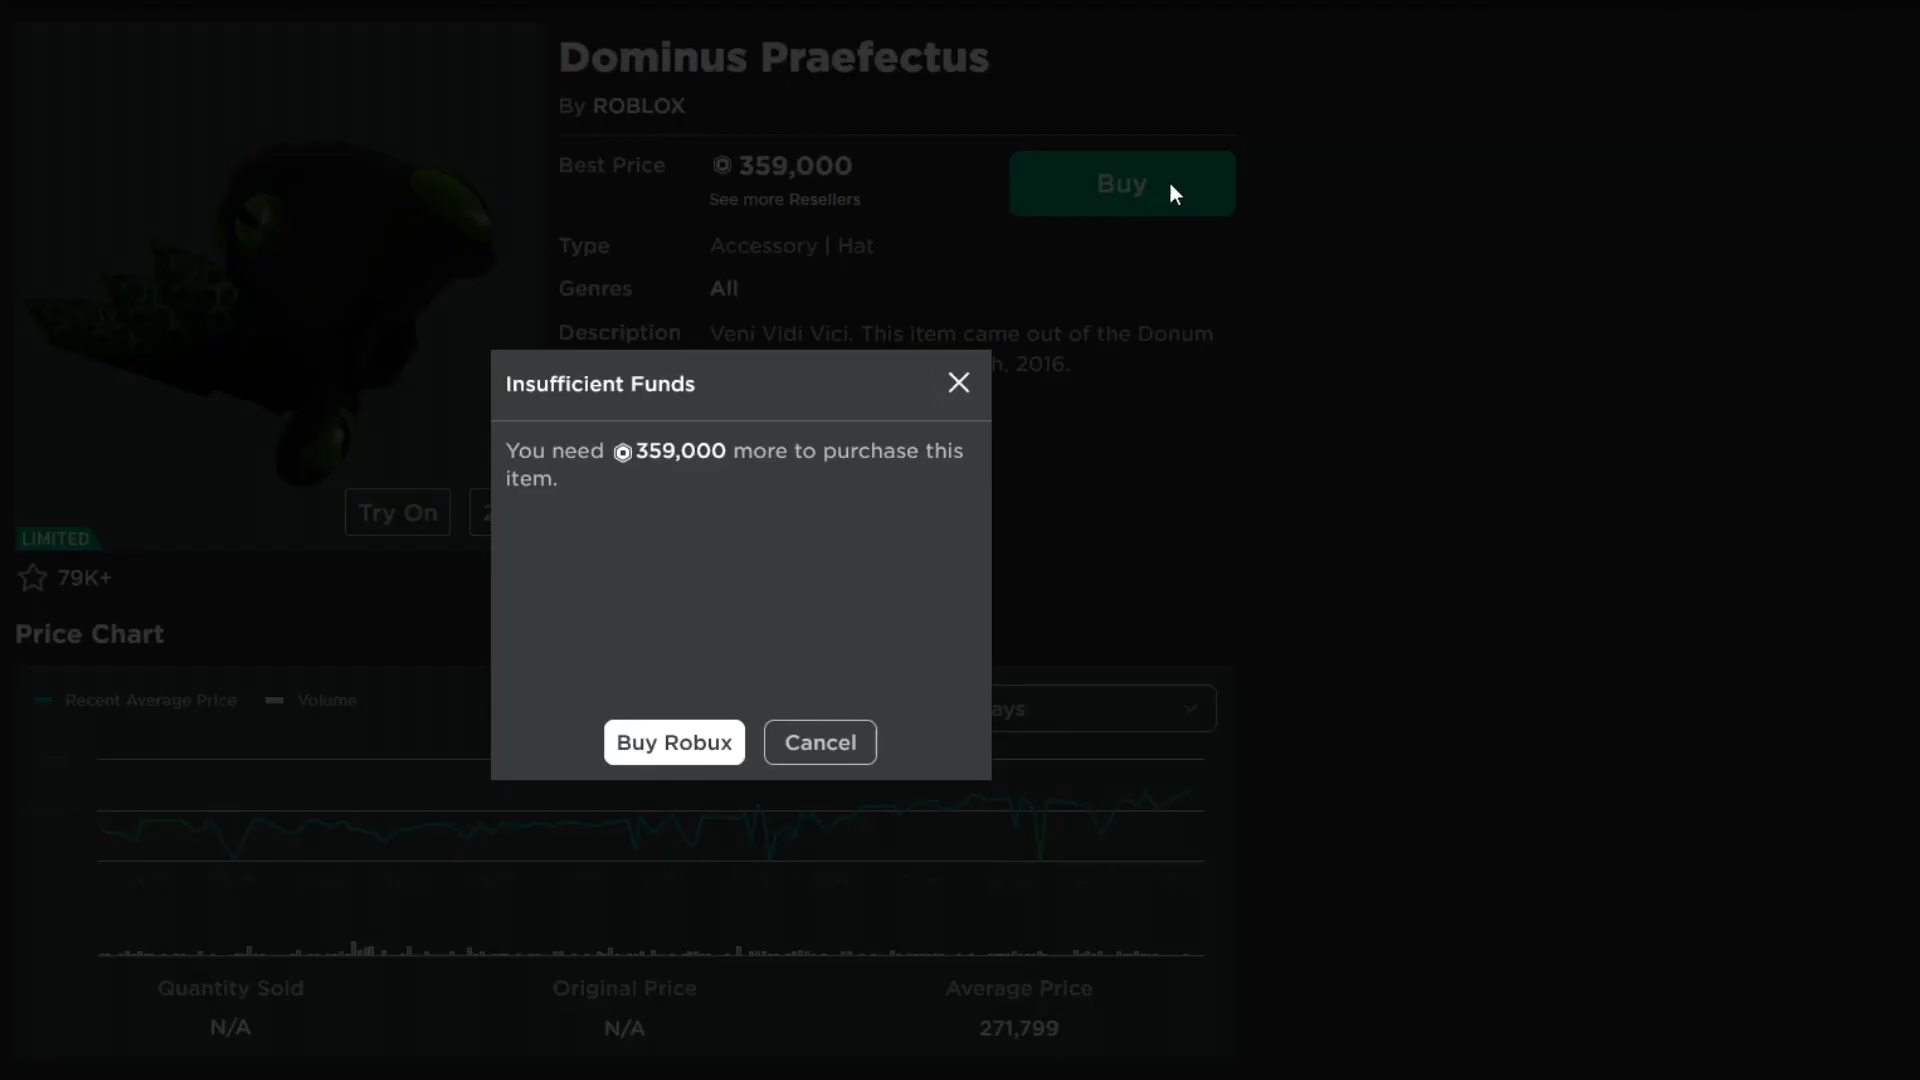 Dominus Praefectus
By ROBLOX
Best Price 359,000
See more Resellers
Buy
Type Accessory | Hat
Genres All
Description Veni Vidi Vici. This item came out of the Donum
h, 2016.
Insufficient Funds
You need 359,000 more to purchase this
item.
Buy Robux
Cancel
Try On
LIMITED
79K+
Price Chart
Recent Average Price
Volume
ays
Quantity Sold
Original Price
Average Price
N/A
N/A
271,799